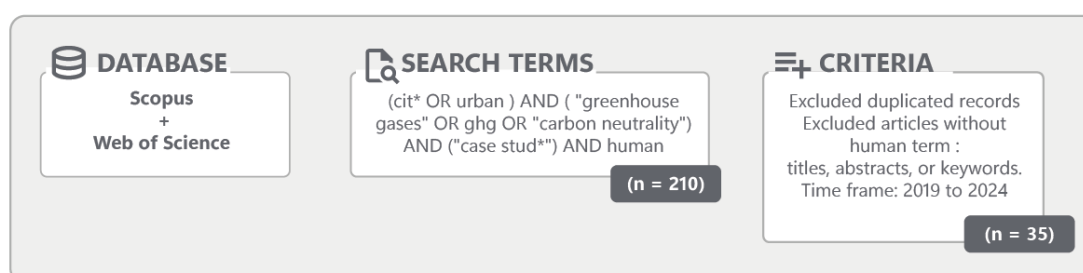 DATABASE
Scopus
+
Web of Science
SEARCH TERMS
(cit* OR urban ) AND ( "greenhouse
gases" OR ghg OR "carbon neutrality")
AND ("case stud*") AND human
(n = 210)
CRITERIA
Excluded duplicated records
Excluded articles without
human term :
titles, abstracts, or keywords.
Time frame: 2019 to 2024
(n = 35)